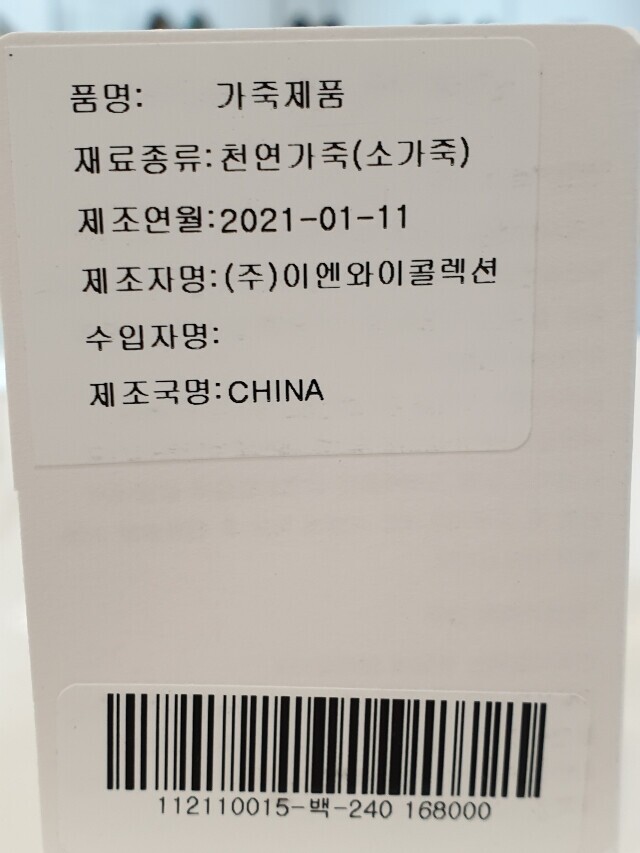 품명: 가죽제품
재료종류:천연가죽(소가죽)
제조연월:2021-01-11
제조자명:(주)이엔와이콜렉션
수입자명:
제조국명:CHINA
112110015-백-240 168000